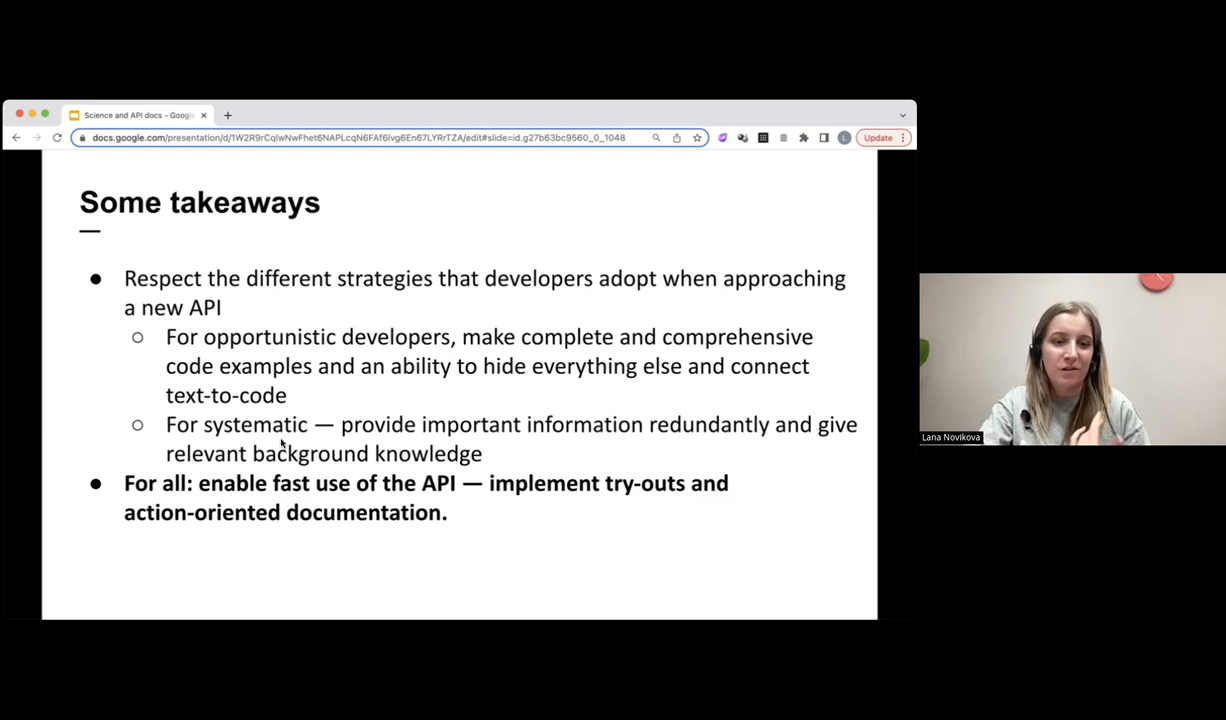 Science and API docs - Goog
docs.google.com/presentation/d/1W2R9rCqlwNwFhet6NAPLcqN6FAf6lvg6En67LYRrTZA/edit#slide=id.g27b63bc9560_0_1048
L
Update
Some takeaways
● Respect the different strategies that developers adopt when approaching
a new API
○ For opportunistic developers, make complete and comprehensive
code examples and an ability to hide everything else and connect
text-to-code
○ For systematic — provide important information redundantly and give
relevant background knowledge
● For all: enable fast use of the API — implement try-outs and
action-oriented documentation.
Lana Novikova